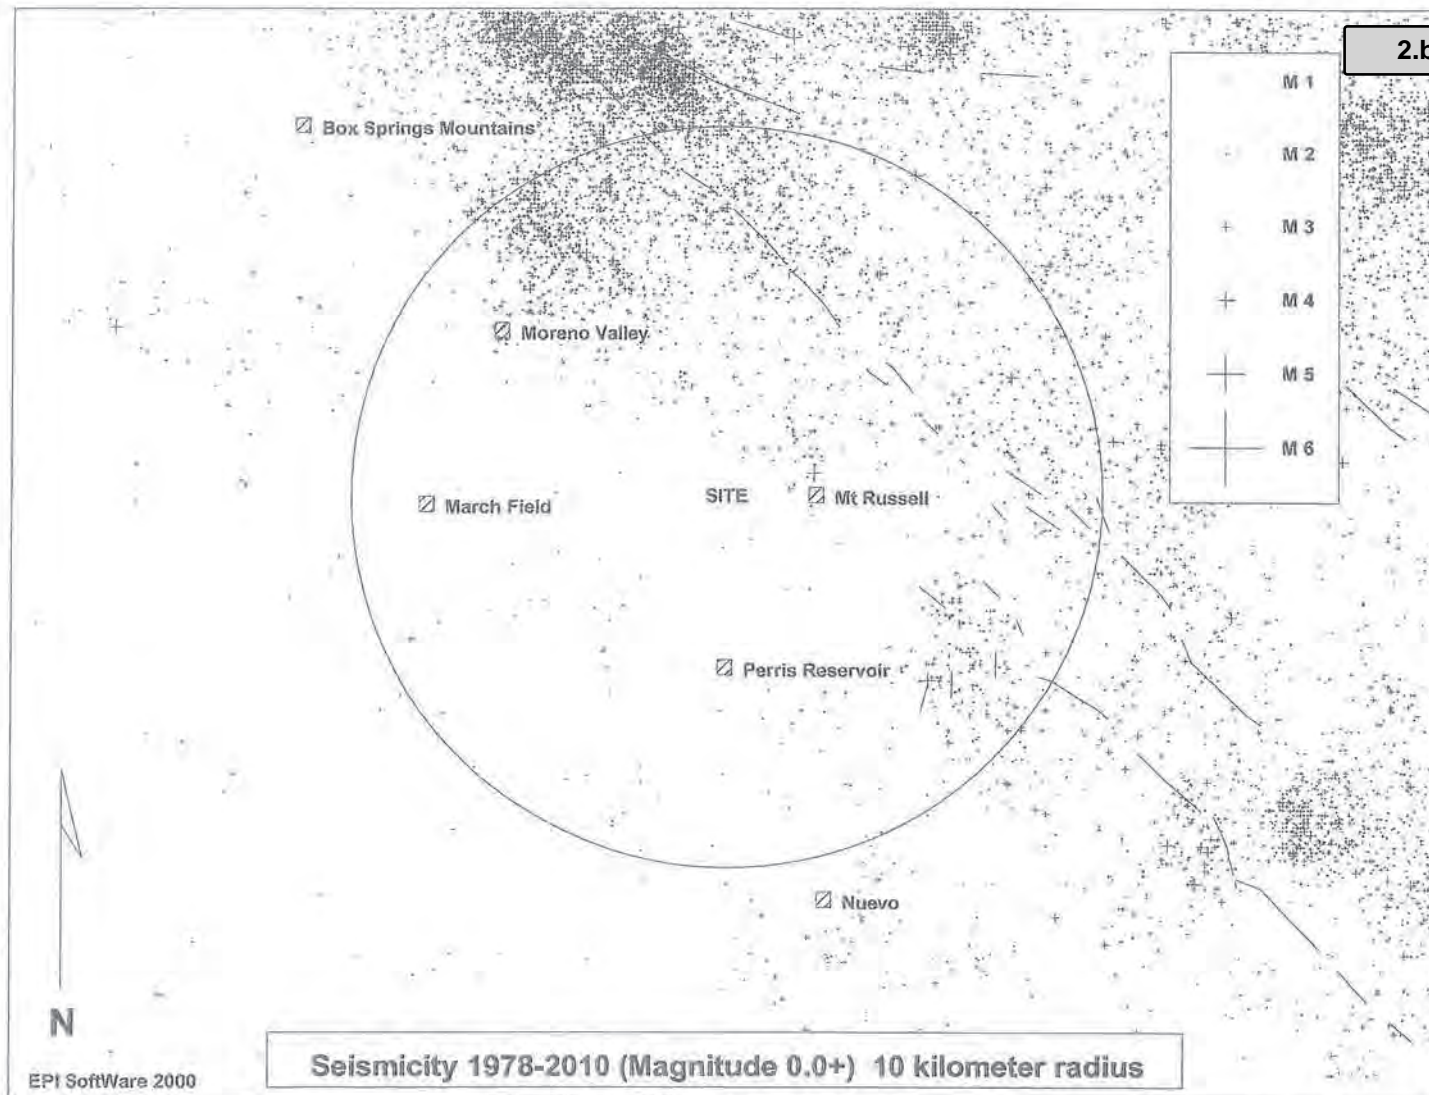 2.b
M 1
Box Springs Mountains
M 2
M 3
M 4
Moreno Valley
M 5
M 6
SITE
Mt Russell
March Field
Perris Reservoir
Nuevo
N
Seismicity 1978-2010 (Magnitude 0.0+) 10 kilometer radius
EPI SoftWare 2000